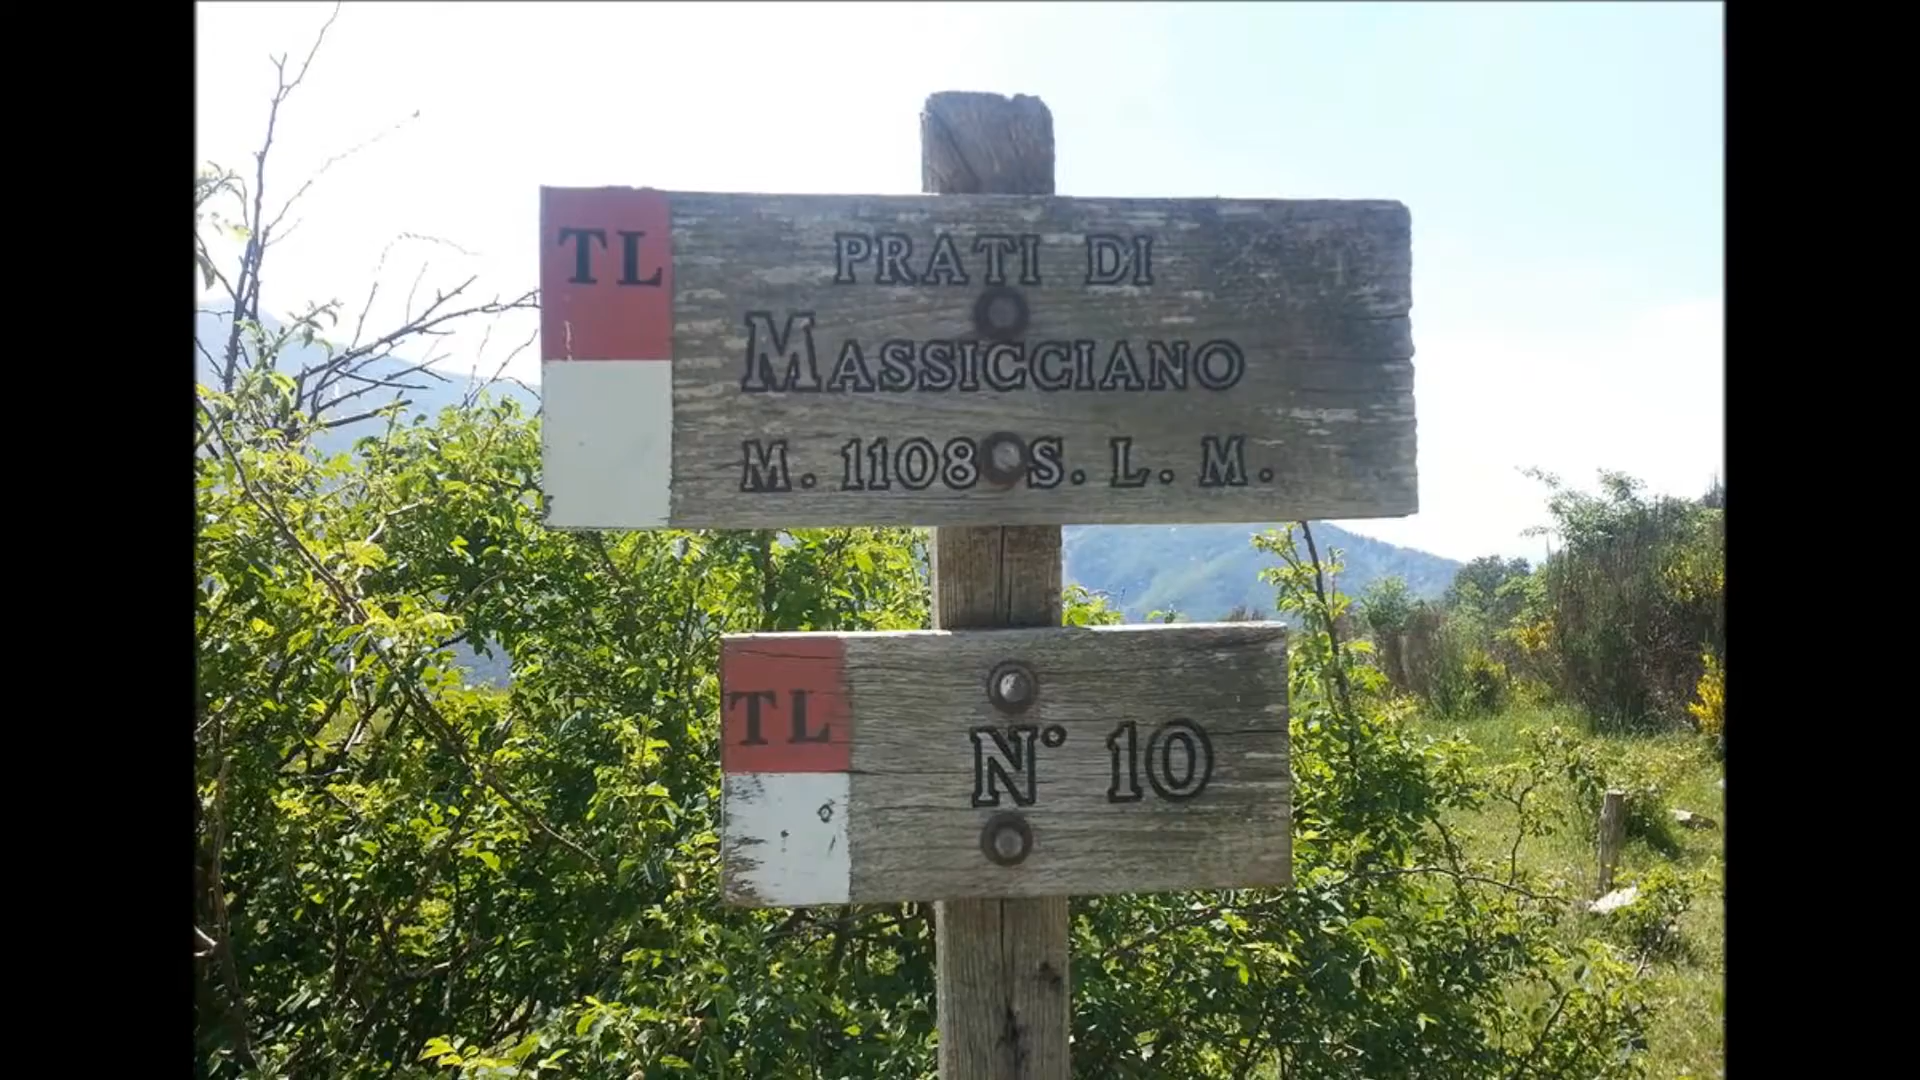 TL
PRATI DI
MASSICCIANO
M. 1108 S. L. M.
TL
N° 10